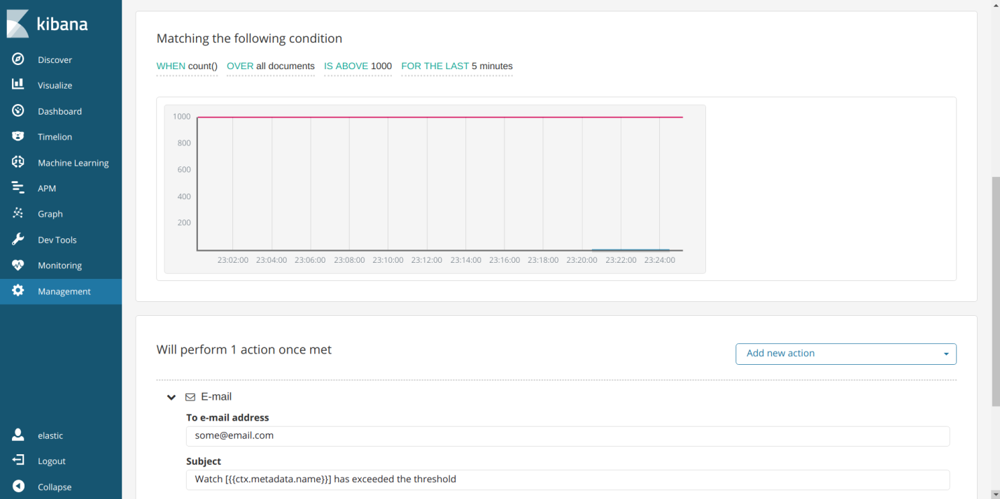 kibana
Discover
Visualize
Dashboard
Timelion
Machine Learning
APM
Graph
Dev Tools
Monitoring
Management
elastic
Logout
Collapse
Matching the following condition
WHEN count() OVER all documents IS ABOVE 1000 FOR THE LAST 5 minutes
1000
800
600
400
200
23:02:00 23:04:00 23:06:00 23:08:00 23:10:00 23:12:00 23:14:00 23:16:00 23:18:00 23:20:00 23:22:00 23:24:00
Will perform 1 action once met
Add new action
E-mail
To e-mail address
some@email.com
Subject
Watch [{{ctx.metadata.name}}] has exceeded the threshold